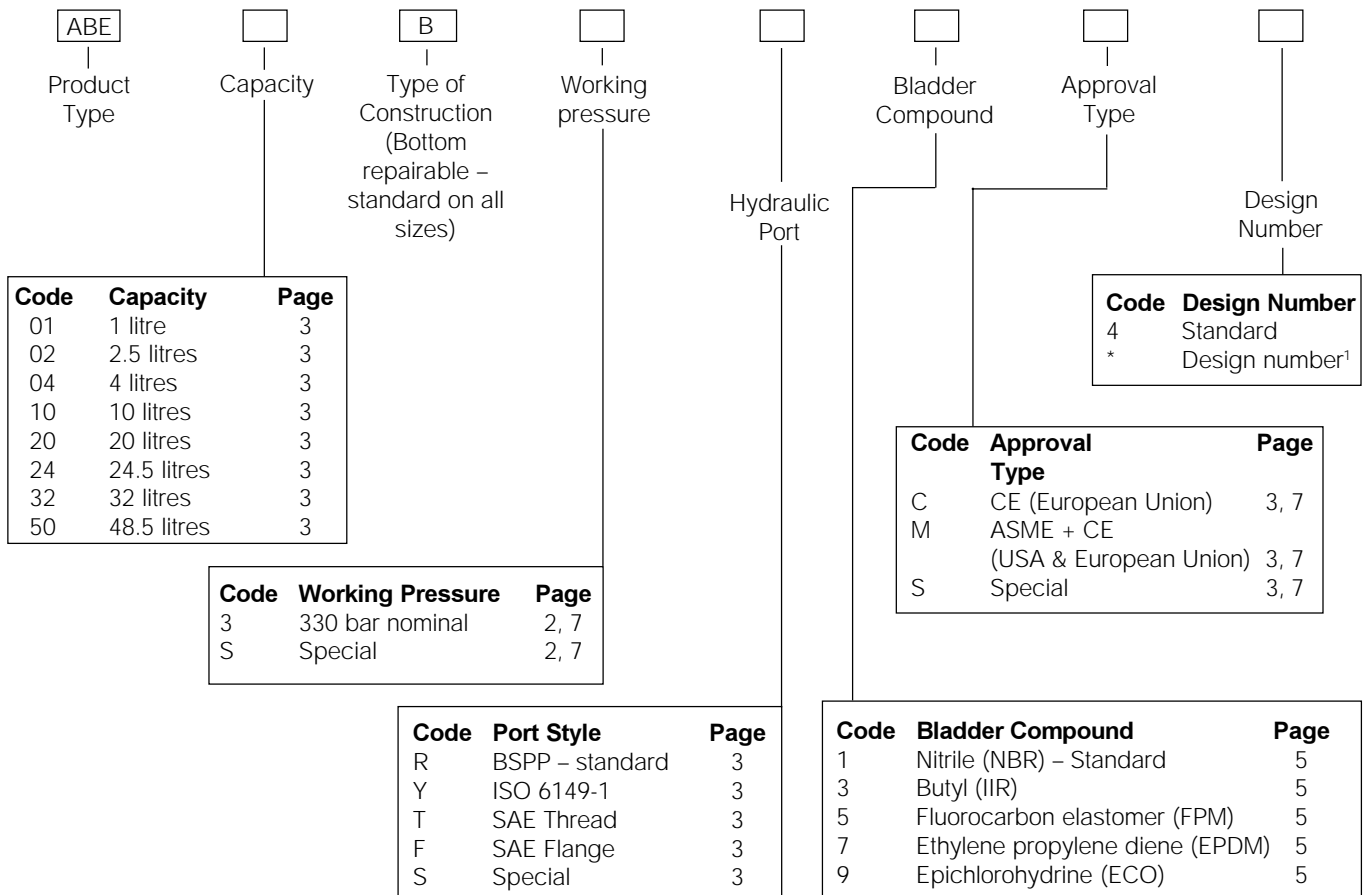 ABE
B
Product
Type
Capacity
Type of
Construction
(Bottom
repairable –
standard on all
sizes)
Working
pressure
Hydraulic
Port
Bladder
Compound
Approval
Type
Design
Number
Code Capacity Page
01 1 litre 3
02 2.5 litres 3
04 4 litres 3
10 10 litres 3
20 20 litres 3
24 24.5 litres 3
32 32 litres 3
50 48.5 litres 3
Code Working Pressure Page
3 330 bar nominal 2, 7
S Special 2, 7
Code Port Style Page
R BSPP – standard 3
Y ISO 6149-1 3
T SAE Thread 3
F SAE Flange 3
S Special 3
Code Bladder Compound Page
1 Nitrile (NBR) – Standard 5
3 Butyl (IIR) 5
5 Fluorocarbon elastomer (FPM) 5
7 Ethylene propylene diene (EPDM) 5
9 Epichlorohydrine (ECO) 5
Code Approval Page
Type
C CE (European Union) 3, 7
M ASME + CE
(USA & European Union) 3, 7
S Special 3, 7
Code Design Number
4 Standard
* Design number¹